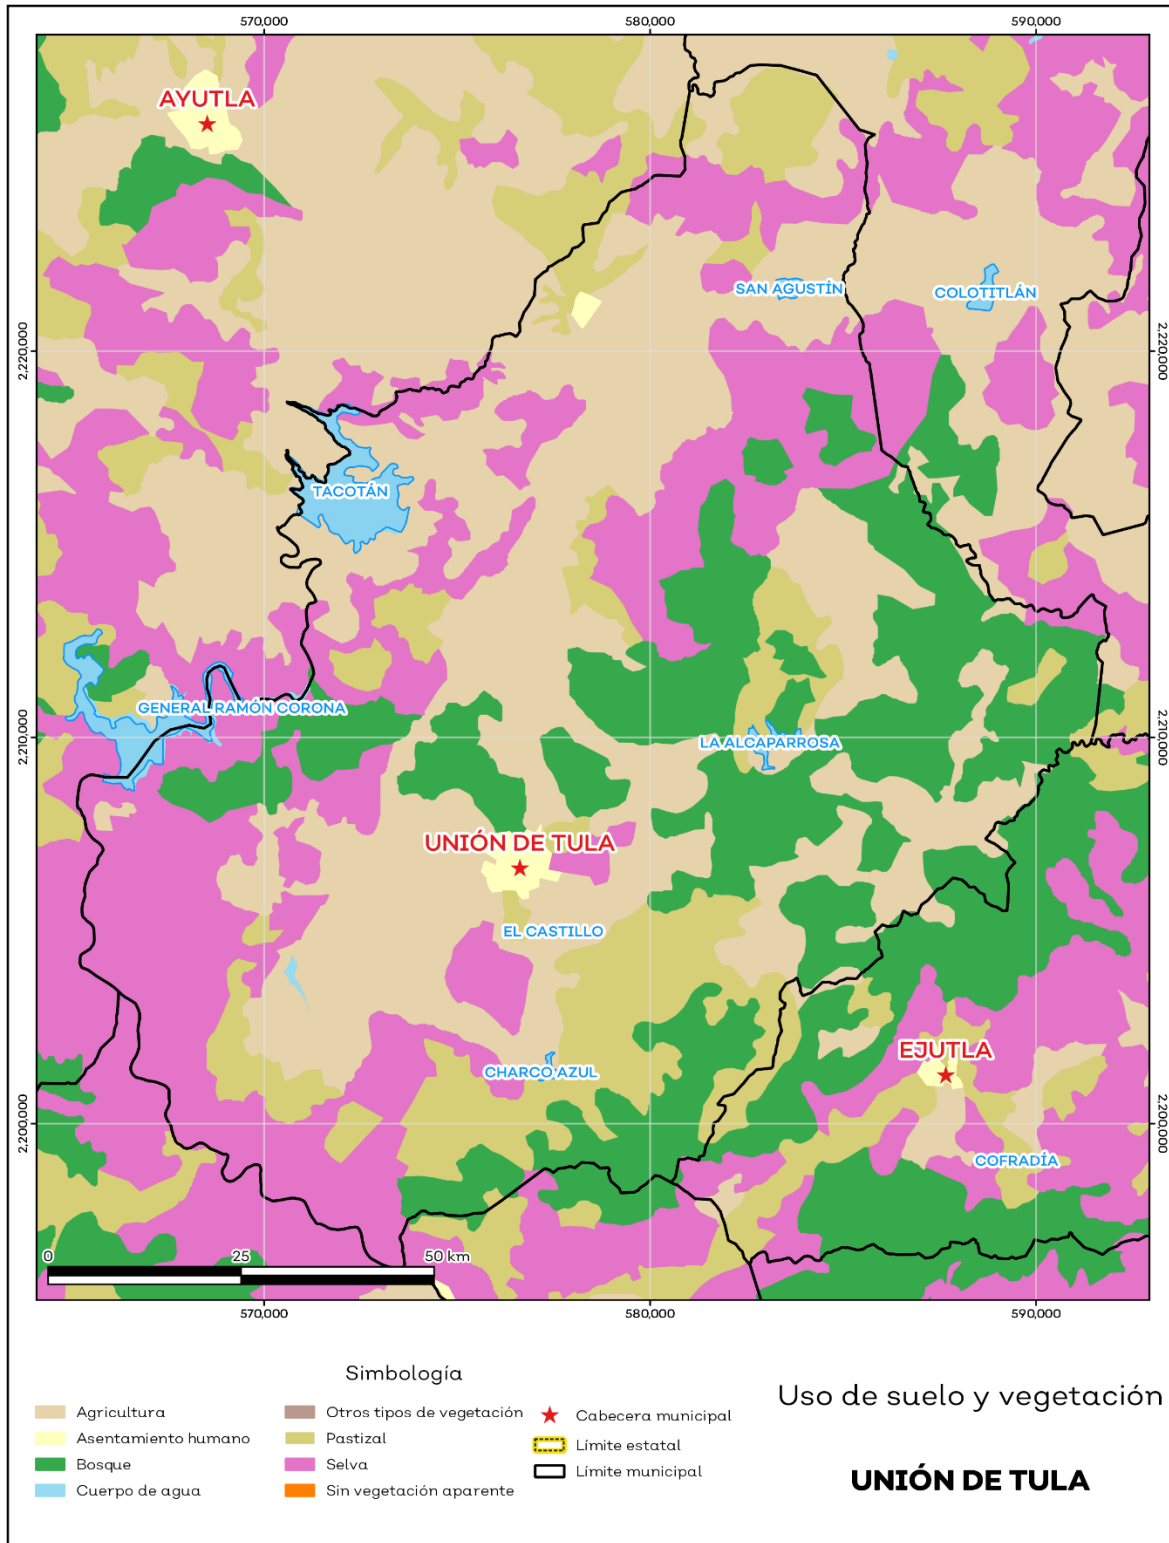 570,000
580,000
590,000
AYUTLA
SAN AGUSTÍN
COLOTITLÁN
2,220,000
2,220,000
TACOTÁN
GENERAL RAMÓN CORONA
2,210,000
2,210,000
LA ALCAPARROSA
UNIÓN DE TULA
EL CASTILLO
EJUTLA
CHARCO AZUL
2,200,000
2,200,000
COFRADÍA
0
25
50 km
570,000
580,000
590,000
Simbología
Agricultura
Asentamiento humano
Bosque
Cuerpo de agua
Otros tipos de vegetación
Pastizal
Selva
Sin vegetación aparente
Cabecera municipal
Límite estatal
Límite municipal
Uso de suelo y vegetación
UNIÓN DE TULA